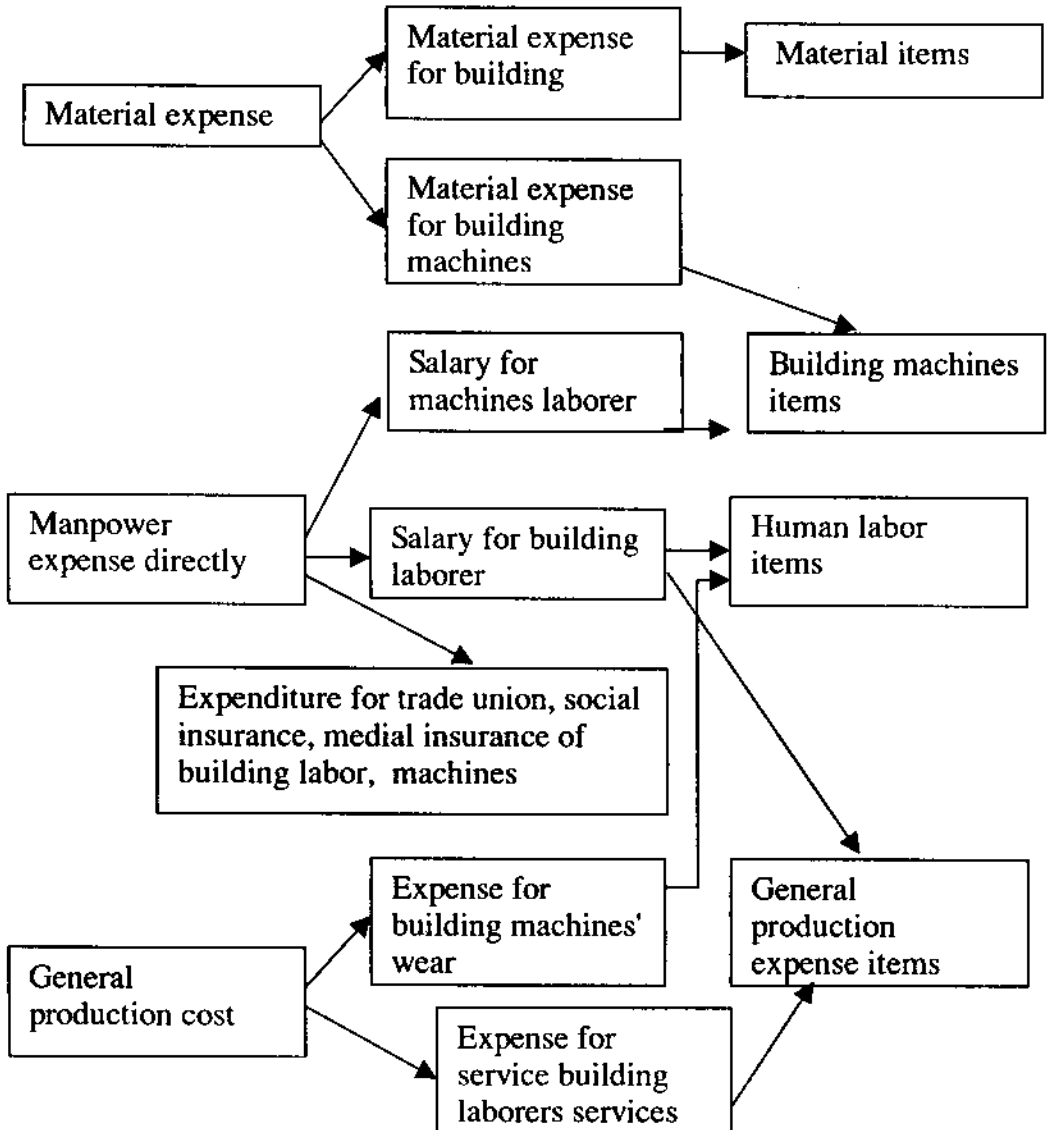 Material expense
for building
Material items
Material expense
Material expense
for building
machines
Salary for
machines laborer
Building machines
items
Manpower
expense directly
Salary for building
laborer
Human labor
items
Expenditure for trade union, social
insurance, medial insurance of
building labor, machines
Expense for
building machines'
wear
General
production
expense items
General
production cost
Expense for
service building
laborers services